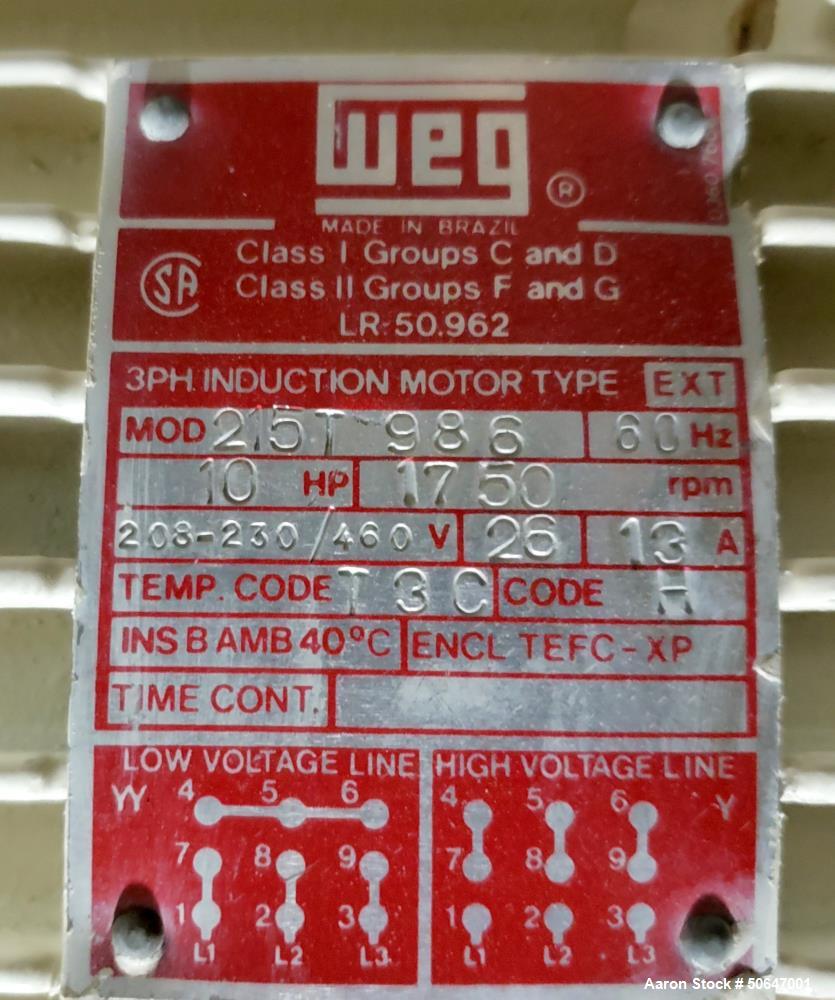 weg ®
MADE IN BRAZIL
SA Class I Groups C and D
Class II Groups F and G
LR-50.962
3PH. INDUCTION MOTOR TYPE EXT
MOD 215T 986 60 Hz
10 HP 1750 rpm
208-230/460 V 26 13 A
TEMP. CODE T3C CODE H
INS B AMB 40°C ENCL TEFC-XP
TIME CONT.
LOW VOLTAGE LINE
YY 4 5 6
7 8 9
1 2 3
L1 L2 L3
HIGH VOLTAGE LINE
4 5 6 Y
7 8 9
1 2 3
L1 L2 L3
Aaron Stock # 50647001